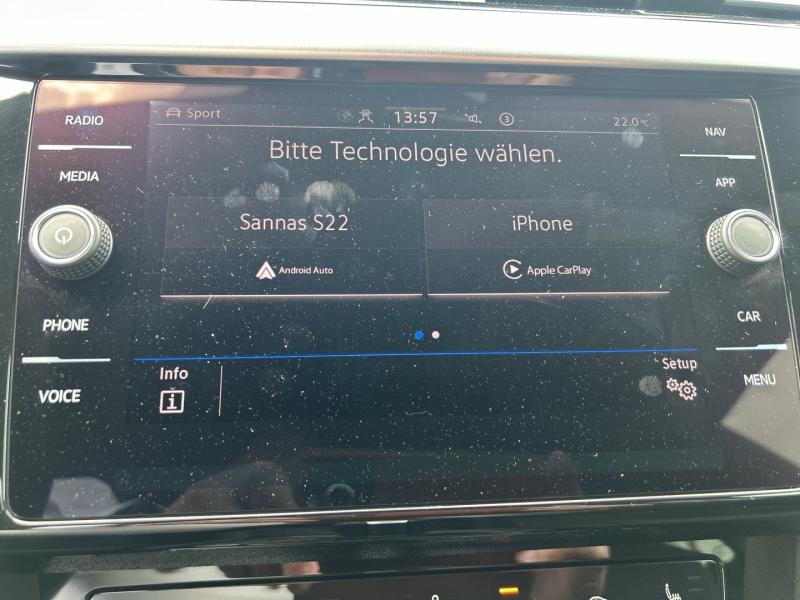 RADIO
MEDIA
PHONE
VOICE
Sport
13:57
3
22.0°C
Bitte Technologie wählen.
Sannas S22
Android Auto
iPhone
Apple CarPlay
Info
Setup
NAV
APP
CAR
MENU